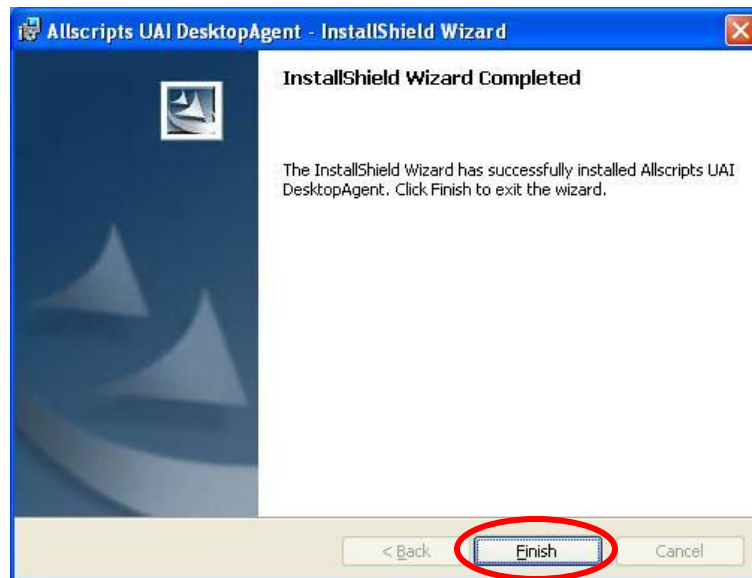 Allscripts UAI DesktopAgent - InstallShield Wizard
InstallShield Wizard Completed
The InstallShield Wizard has successfully installed Allscripts UAI
DesktopAgent. Click Finish to exit the wizard.
< Back
Finish
Cancel